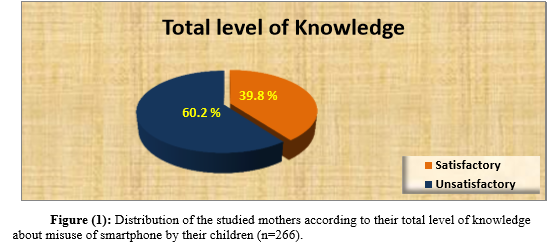 Total level of Knowledge
39.8 %
60.2 %
Satisfactory
Unsatisfactory
Figure (1): Distribution of the studied mothers according to their total level of knowledge
about misuse of smartphone by their children (n=266).